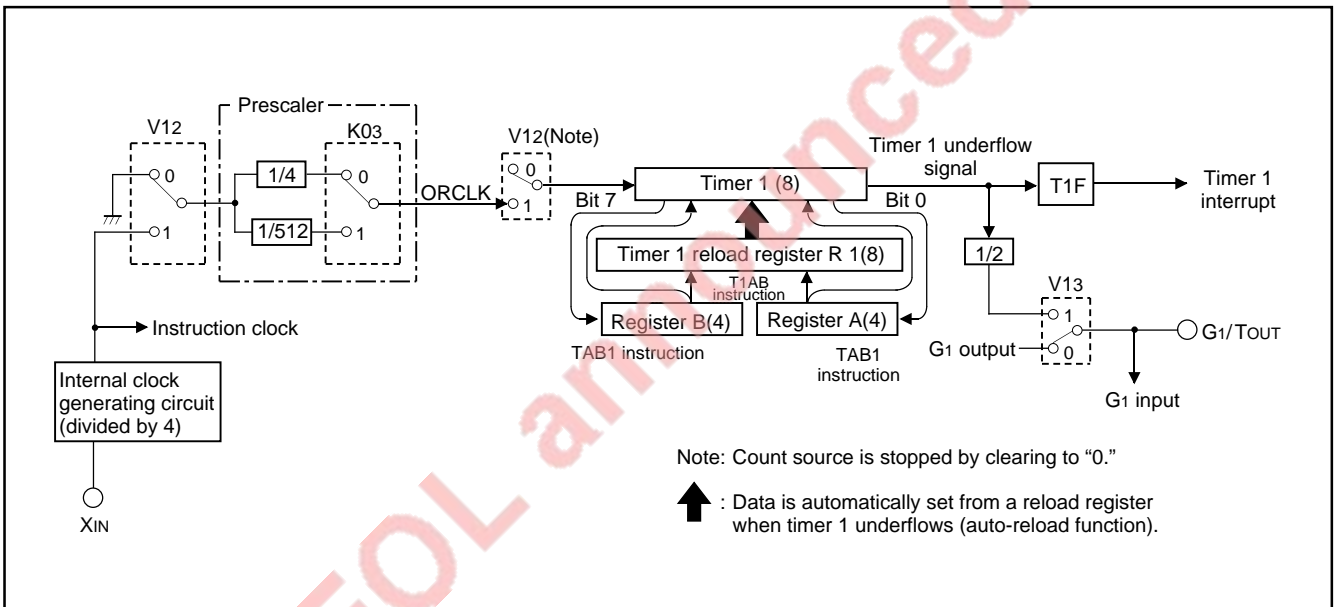 Prescaler
V12
K03
V12(Note)
0
1
1/4
1/512
0
1
ORCLK
0
1
Bit 7
Timer 1 (8)
Bit 0
Timer 1 underflow
signal
T1F
Timer 1
interrupt
Timer 1 reload register R 1(8)
T1AB
instruction
Register B(4)
Register A(4)
TAB1 instruction
TAB1
instruction
1/2
V13
1
0
G1 output
G1/TOUT
G1 input
Instruction clock
Internal clock
generating circuit
(divided by 4)
XIN
Note: Count source is stopped by clearing to “0.”
: Data is automatically set from a reload register
when timer 1 underflows (auto-reload function).
EOL announced